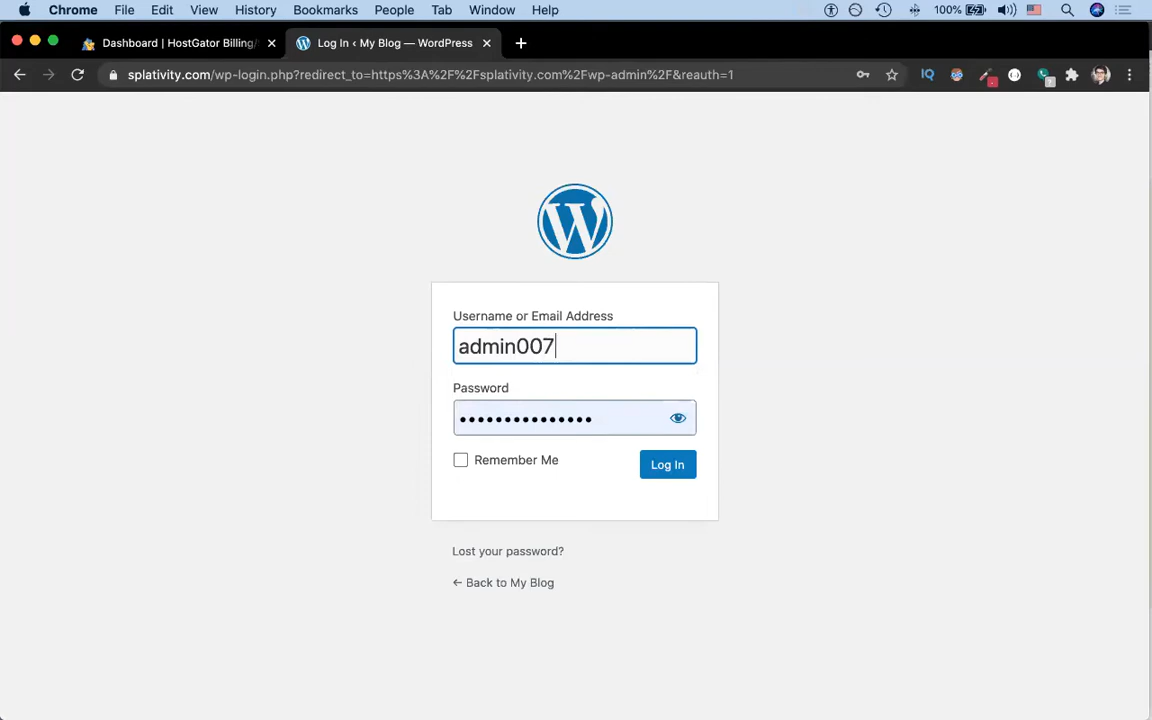 Chrome File Edit View History Bookmarks People Tab Window Help 100%
Dashboard | HostGator Billing/ Log In ‹ My Blog — WordPress
splativity.com/wp-login.php?redirect_to=https%3A%2F%2Fsplativity.com%2Fwp-admin%2F&reauth=1 IQ
Username or Email Address
admin007
Password
•••••••••••••••
Remember Me Log In
Lost your password?
← Back to My Blog